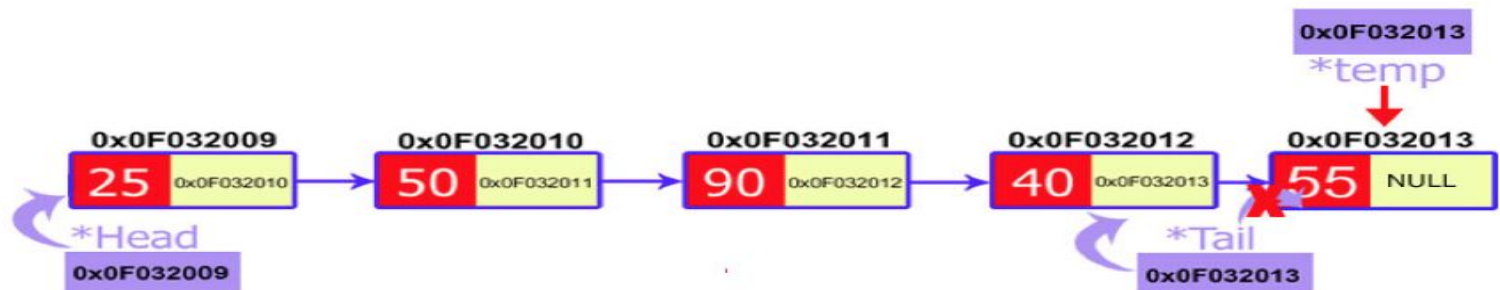 0x0F032013
*temp
0x0F032009 0x0F032010 0x0F032011 0x0F032012 0x0F032013
25 0x0F032010 50 0x0F032011 90 0x0F032012 40 0x0F032013 55 NULL
X
*Head *Tail
0x0F032009 0x0F032013